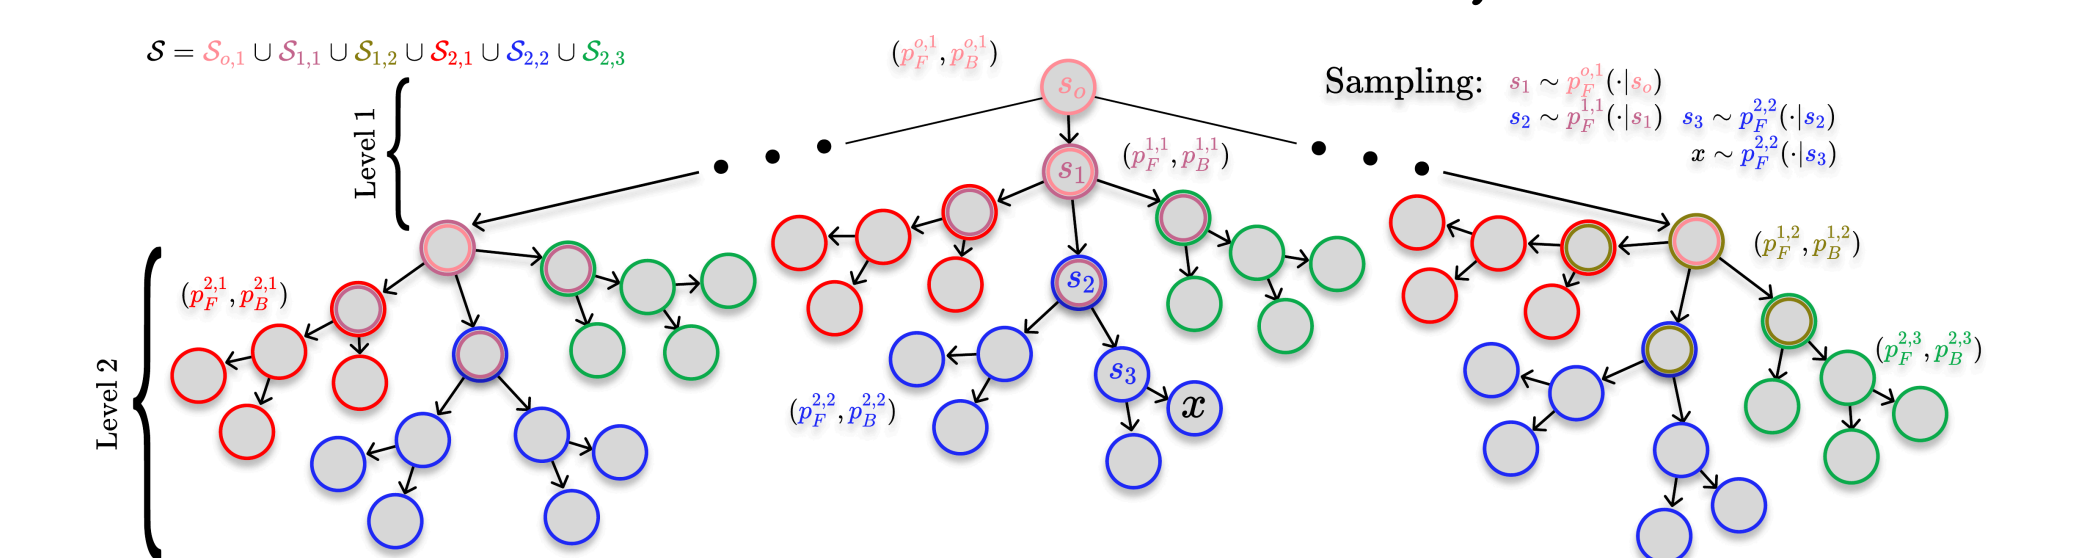 𝒮 = 𝒮_{o,1} ∪ 𝒮_{1,1} ∪ 𝒮_{1,2} ∪ 𝒮_{2,1} ∪ 𝒮_{2,2} ∪ 𝒮_{2,3}
(p_F^{o,1}, p_B^{o,1})
s_o
Sampling:
s_1 ∼ p_F^{o,1}(·|s_o)
s_2 ∼ p_F^{1,1}(·|s_1) s_3 ∼ p_F^{2,2}(·|s_2)
x ∼ p_F^{2,2}(·|s_3)
Level 1
s_1
(p_F^{1,1}, p_B^{1,1})
(p_F^{1,2}, p_B^{1,2})
Level 2
(p_F^{2,1}, p_B^{2,1})
s_2
(p_F^{2,3}, p_B^{2,3})
s_3
(p_F^{2,2}, p_B^{2,2})
x